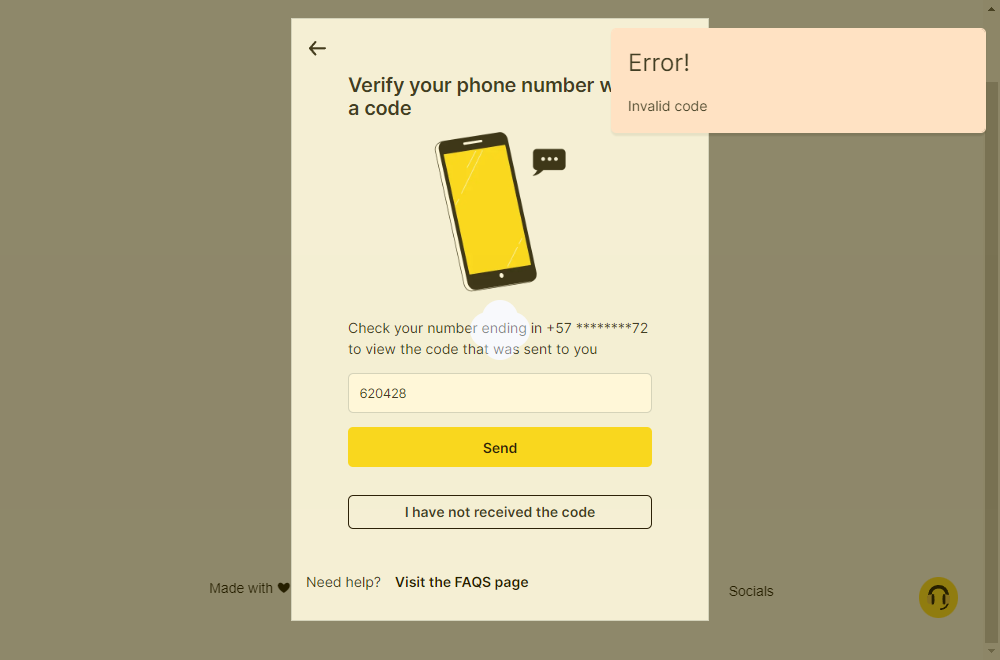 Verify your phone number w
a code
Error!
Invalid code
Check your number ending in +57 ********72
to view the code that was sent to you
620428
Send
I have not received the code
Need help? Visit the FAQS page
Made with
Socials